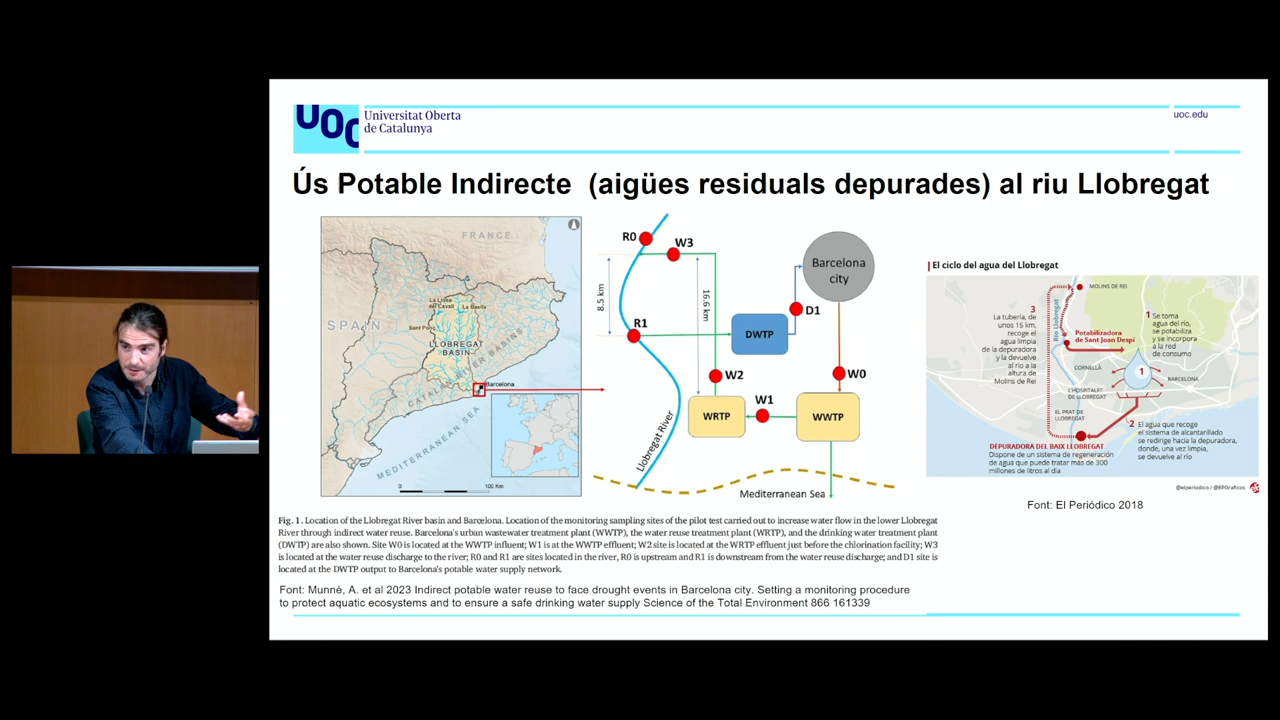 UOC
Universitat Oberta
de Catalunya
uoc.edu
Ús Potable Indirecte (aigües residuals depurades) al riu Llobregat
FRANCE
SPAIN
La Llosa
del Cavall
La Baells
Sant Ponç
LLOBREGAT
BASIN
CATALAN
Barcelona
MEDITERRANEAN SEA
0
100 Km
R0
W3
8.5 km
16.6 km
R1
DWTP
D1
Barcelona
city
W2
W0
WRTP
W1
WWTP
Llobregat River
Mediterranean Sea
El ciclo del agua del Llobregat
MOLINS DE REI
3
La tubería, de
unos 15 km,
recoge el
agua limpia
de la depuradora
y la devuelve
al río a la
altura de
Molins de Rei
Río Llobregat
Potabilizadora
de Sant Joan Despí
1 Se toma
agua del río,
se potabiliza
y se incorpora
a la red
de consumo
CORNELLÀ
1
BARCELONA
L'HOSPITALET
DE LLOBREGAT
EL PRAT DE
LLOBREGAT
2 El agua que recoge
el sistema de alcantarillado
se redirige hacia la depuradora,
donde, una vez limpia,
se devuelve al río
DEPURADORA DEL BAIX LLOBREGAT
Dispone de un sistema de regeneración
de agua que puede tratar más de 300
millones de litros al día
@elperiodico / @EPGraficos
Font: El Periódico 2018
Fig. 1. Location of the Llobregat River basin and Barcelona. Location of the monitoring sampling sites of the pilot test carried out to increase water flow in the lower Llobregat
River through indirect water reuse. Barcelona's urban wastewater treatment plant (WWTP), the water reuse treatment plant (WRTP), and the drinking water treatment plant
(DWTP) are also shown. Site W0 is located at the WWTP influent; W1 is at the WWTP effluent; W2 site is located at the WRTP effluent just before the chlorination facility; W3
is located at the water reuse discharge to the river; R0 and R1 are sites located in the river, R0 is upstream and R1 is downstream from the water reuse discharge; and D1 site is
located at the DWTP output to Barcelona's potable water supply network.
Font: Munné, A. et al 2023 Indirect potable water reuse to face drought events in Barcelona city. Setting a monitoring procedure
to protect aquatic ecosystems and to ensure a safe drinking water supply Science of the Total Environment 866 161339